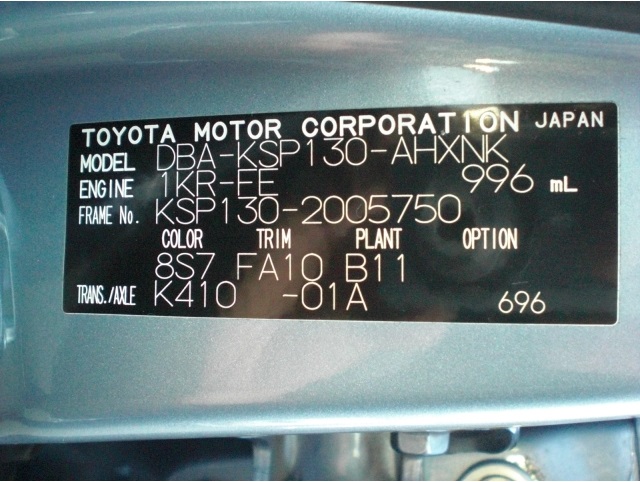 TOYOTA MOTOR CORPORATION JAPAN
MODEL DBA-KSP130-AHXNK
ENGINE 1KR-FE 996 mL
FRAME No. KSP130-2005750
COLOR TRIM PLANT OPTION
8S7 FA10 B11
TRANS./AXLE K410 -01A 696